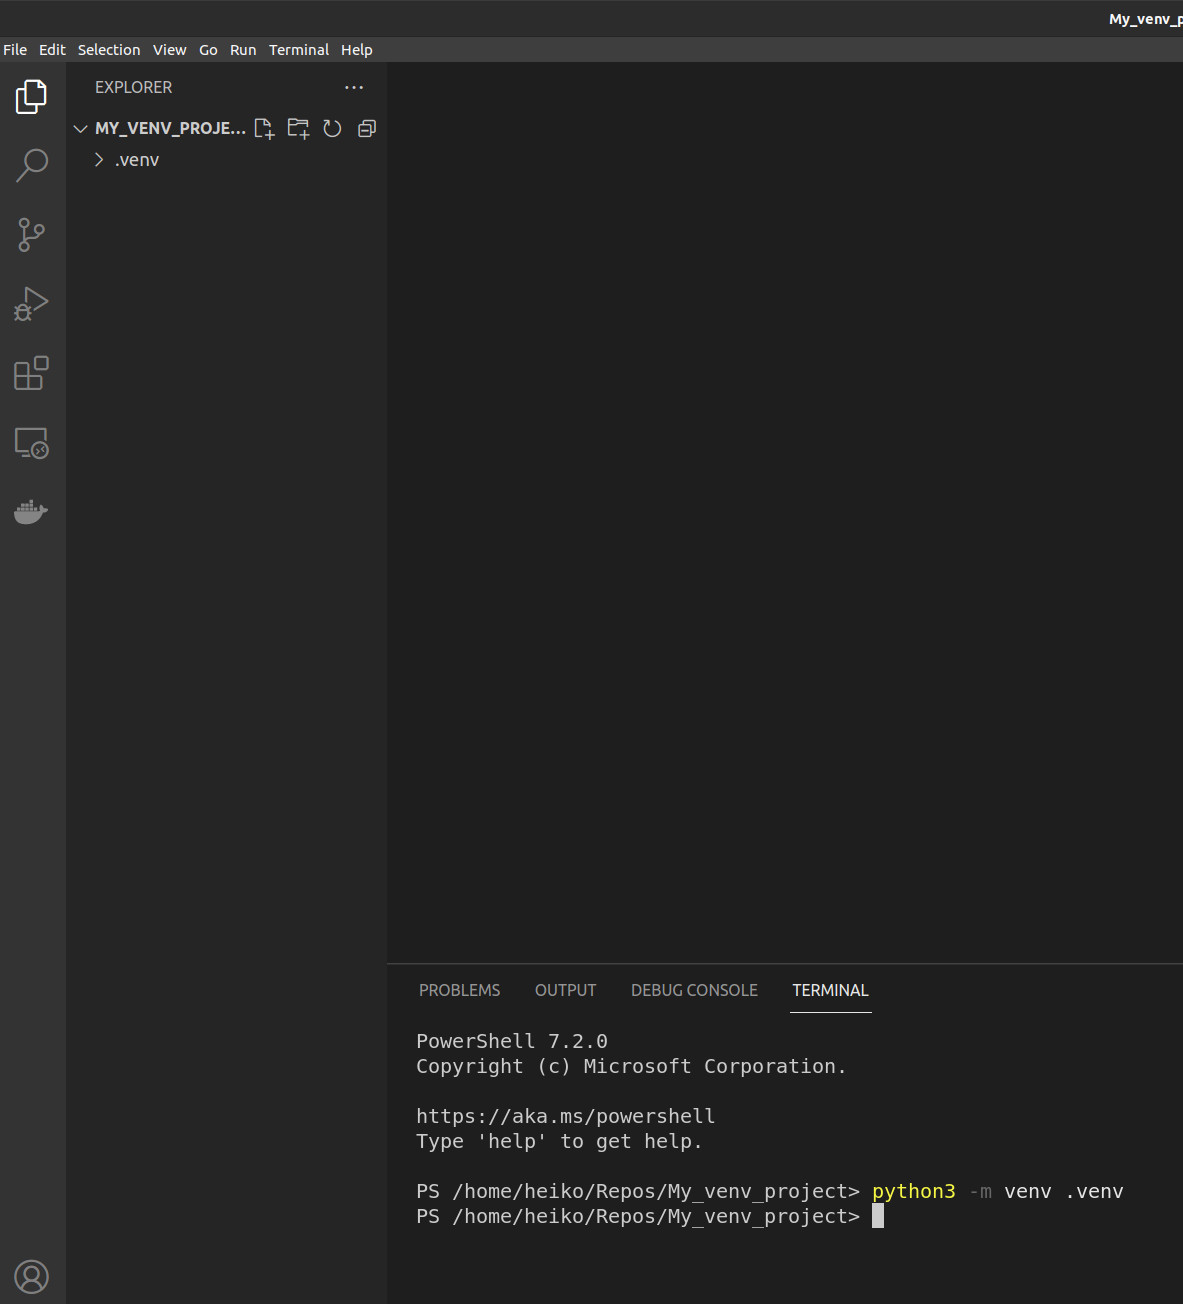 My_venv_p
File Edit Selection View Go Run Terminal Help
EXPLORER ...
MY_VENV_PROJE...
.venv
PROBLEMS OUTPUT DEBUG CONSOLE TERMINAL
PowerShell 7.2.0
Copyright (c) Microsoft Corporation.
https://aka.ms/powershell
Type 'help' to get help.
PS /home/heiko/Repos/My_venv_project> python3 -m venv .venv
PS /home/heiko/Repos/My_venv_project>